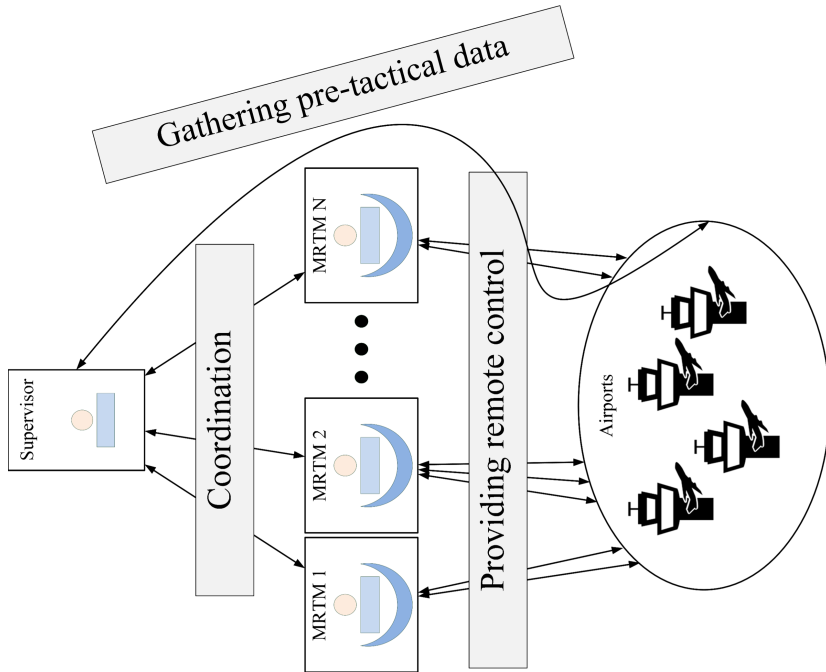 Gathering pre-tactical data
Supervisor
Coordination
MRTM 1
MRTM 2
MRTM N
Providing remote control
Airports